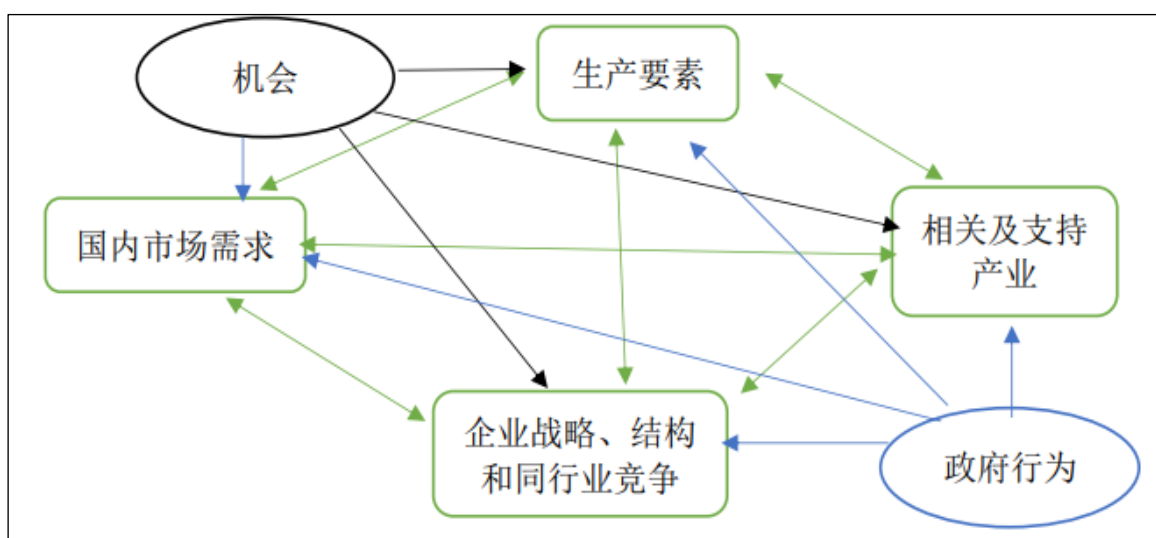 机会
生产要素
国内市场需求
相关及支持
产业
企业战略、结构
和同行业竞争
政府行为